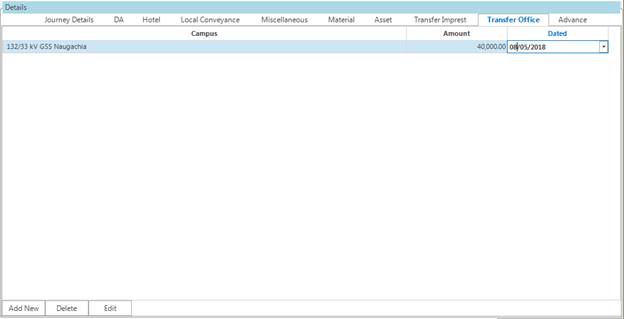 Details
Journey Details DA Hotel Local Conveyance Miscellaneous Material Asset Transfer Imprest Transfer Office Advance
Campus Amount Dated
132/33 kV GSS Naugachia 40,000.00 08/05/2018
Add New Delete Edit